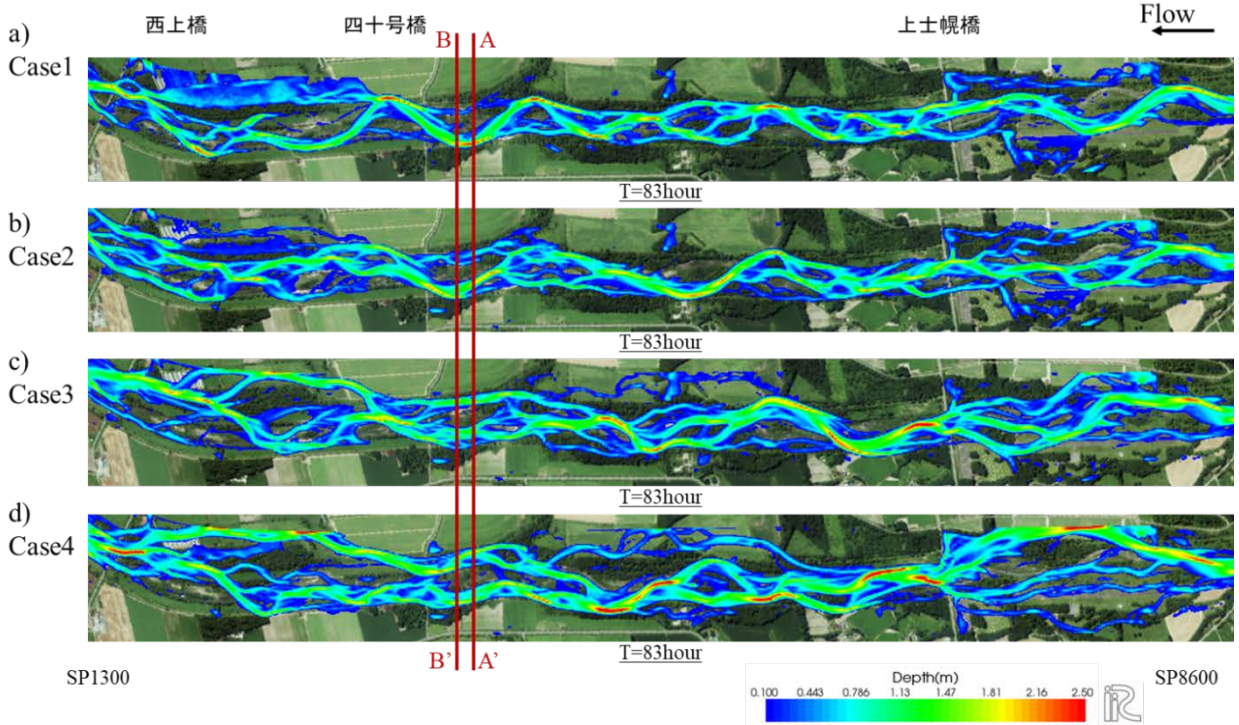 西上橋 四十号橋 上士幌橋 Flow
a)
Case1
B A
T=83hour
b)
Case2
T=83hour
c)
Case3
T=83hour
d)
Case4
T=83hour
B' A'
SP1300
SP8600
Depth(m)
0.100 0.443 0.786 1.13 1.47 1.81 2.16 2.50
iRIC